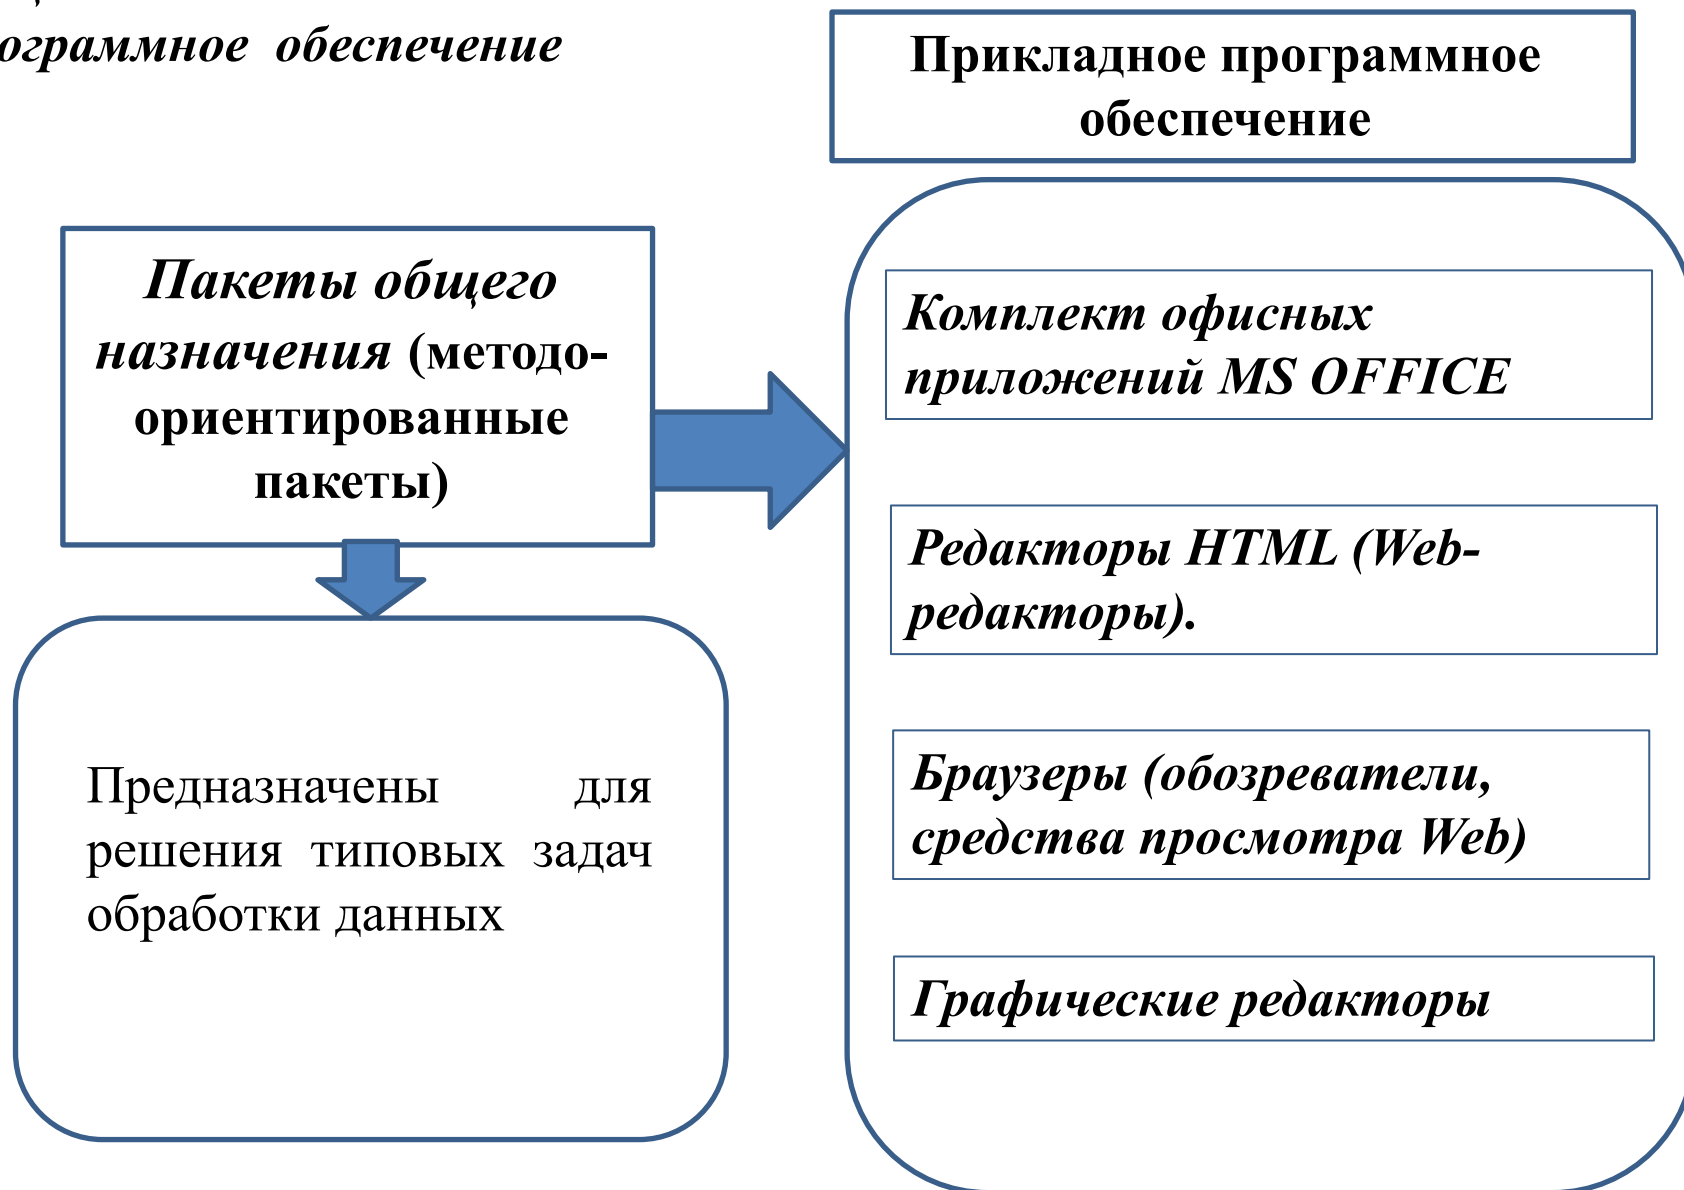 обеспечение
Прикладное программное
обеспечение
Пакеты общего
назначения (методо-
ориентированные
пакеты)
Комплект офисных
приложений MS OFFICE
Редакторы HTML (Web-
редакторы).
Браузеры (обозреватели,
средства просмотра Web)
Графические редакторы
Предназначены для
решения типовых задач
обработки данных